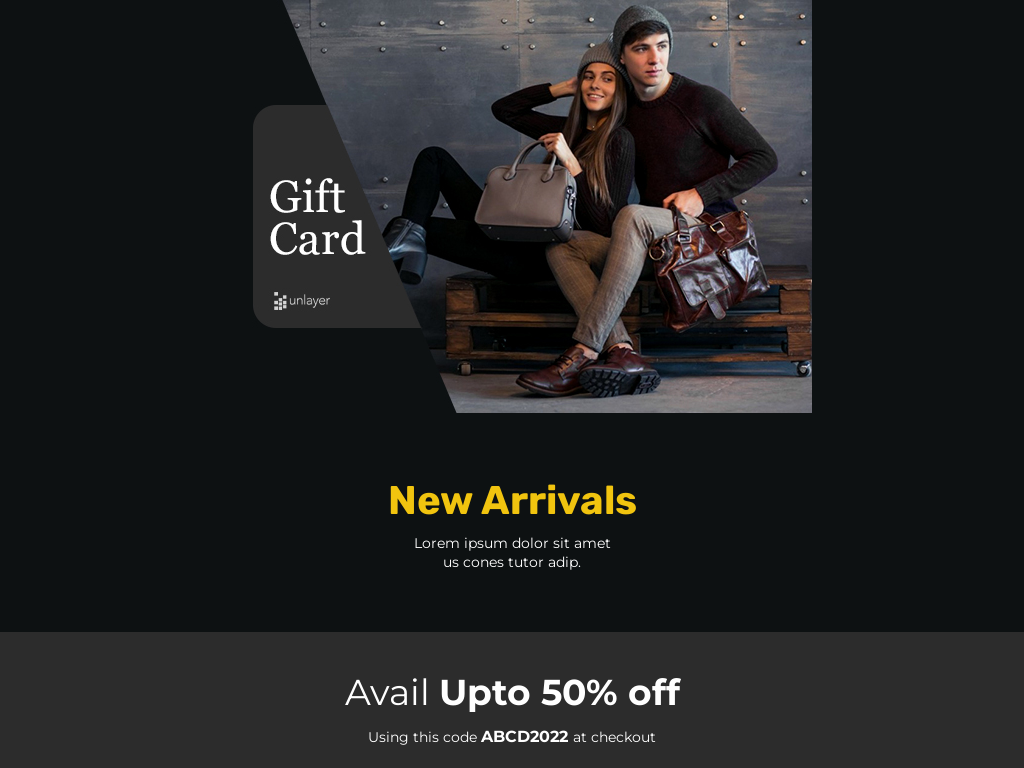 Gift
Card
unlayer
New Arrivals
Lorem ipsum dolor sit amet
us cones tutor adip.
Avail Upto 50% off
Using this code ABCD2022 at checkout